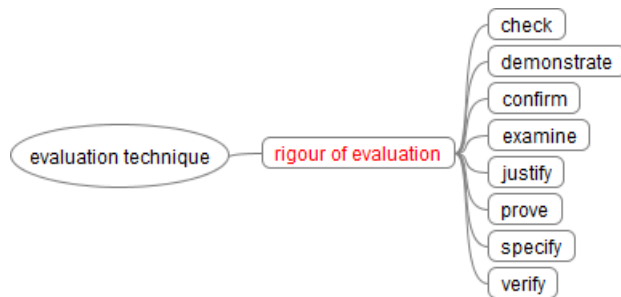 evaluation technique
rigour of evaluation
check
demonstrate
confirm
examine
justify
prove
specify
verify